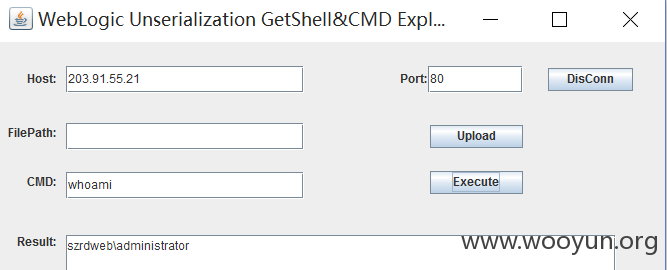 WebLogic Unserialization GetShell&CMD Expl...
Host: 203.91.55.21 Port: 80 DisConn
FilePath: Upload
CMD: whoami Execute
Result: szrdweb\administrator
www.wooyun.org